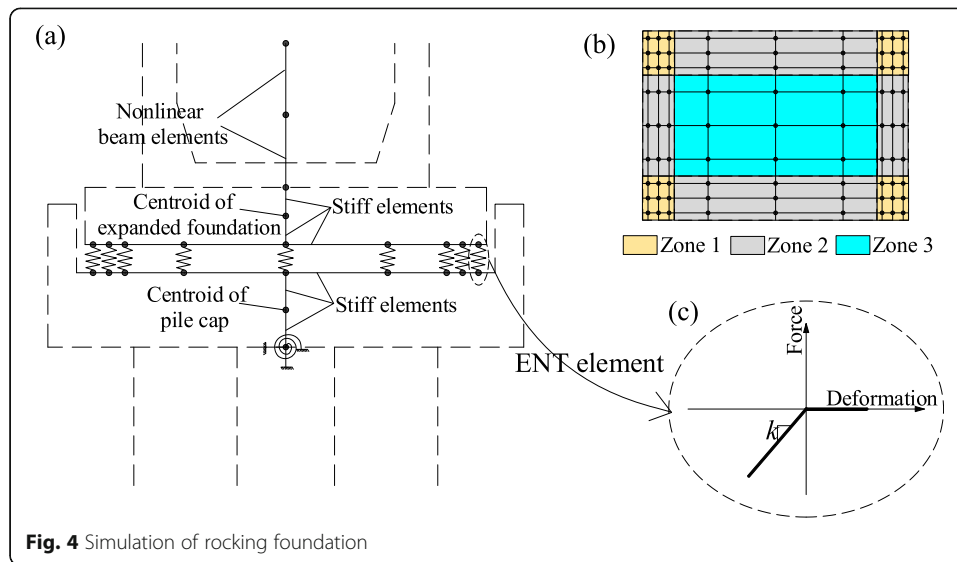 (a)
Nonlinear
beam elements
Centroid of
expanded foundation
Stiff elements
Centroid of
pile cap
Stiff elements
(b)
Zone 1
Zone 2
Zone 3
(c)
Force
Deformation
k
ENT element
Fig. 4 Simulation of rocking foundation